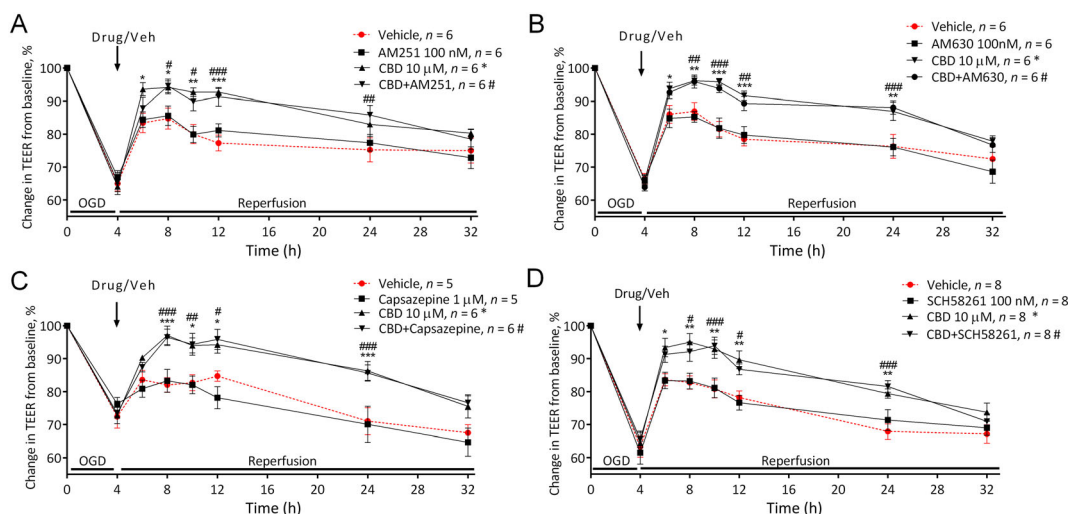 A
Drug/Veh
Vehicle, n = 6
AM251 100 nM, n = 6
CBD 10 μM, n = 6 *
CBD+AM251, n = 6 #
Change in TEER from baseline, %
100
90
80
70
60
*
#
*
#
**
###
***
##
OGD
Reperfusion
0 4 8 12 16 20 24 28 32
Time (h)
B
Drug/Veh
Vehicle, n = 6
AM630 100nM, n = 6
CBD 10 μM, n = 6 *
CBD+AM630, n = 6 #
Change in TEER from baseline, %
100
90
80
70
60
*
##
**
###
***
##
***
###
**
OGD
Reperfusion
0 4 8 12 16 20 24 28 32
Time (h)
C
Drug/Veh
Vehicle, n = 5
Capsazepine 1 μM, n = 5
CBD 10 μM, n = 6 *
CBD+Capsazepine, n = 6 #
Change in TEER from baseline, %
100
90
80
70
60
###
***
##
*
#
*
###
***
OGD
Reperfusion
0 4 8 12 16 20 24 28 32
Time (h)
D
Drug/Veh
Vehicle, n = 8
SCH58261 100 nM, n = 8
CBD 10 μM, n = 8 *
CBD+SCH58261, n = 8 #
Change in TEER from baseline, %
100
90
80
70
60
50
*
#
**
###
**
#
**
###
**
OGD
Reperfusion
0 4 8 12 16 20 24 28 32
Time (h)